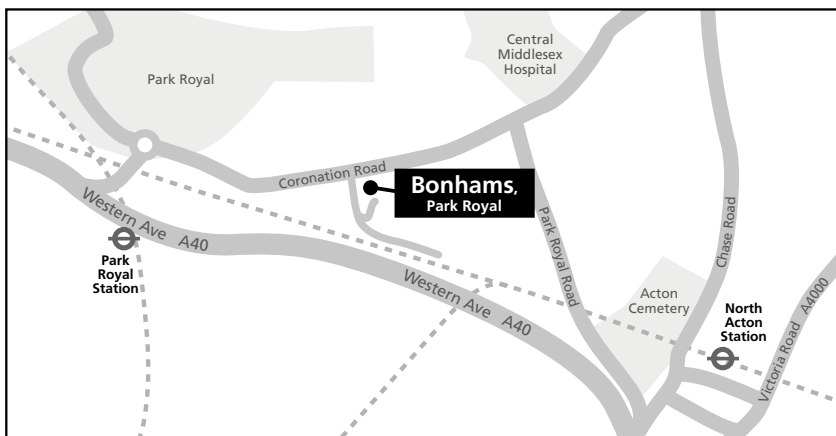 Central
Middlesex
Hospital
Park Royal
Coronation Road
Bonhams,
Park Royal
Western Ave A40
Park
Royal
Station
Park Royal Road
Chase Road
Western Ave A40
Acton
Cemetery
North
Acton
Station
Victoria Road A4000